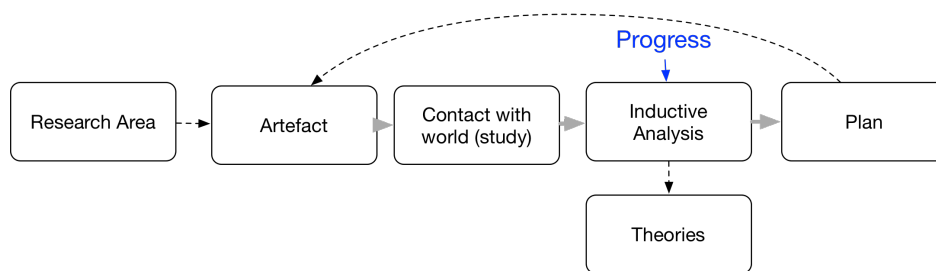 Progress
Research Area
Artefact
Contact with
world (study)
Inductive
Analysis
Plan
Theories